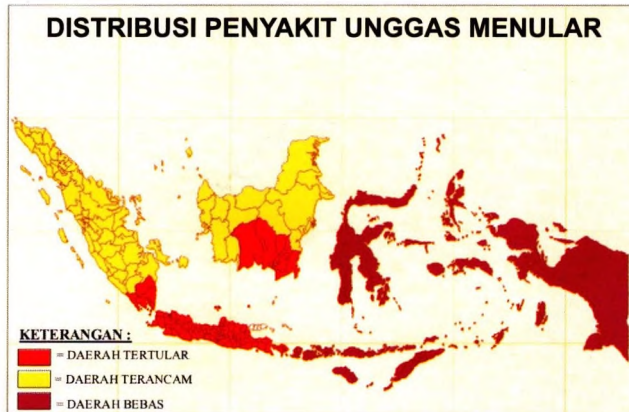 DISTRIBUSI PENYAKIT UNGGAS MENULAR
KETERANGAN :
= DAERAH TERTULAR
= DAERAH TERANCAM
= DAERAH BEBAS